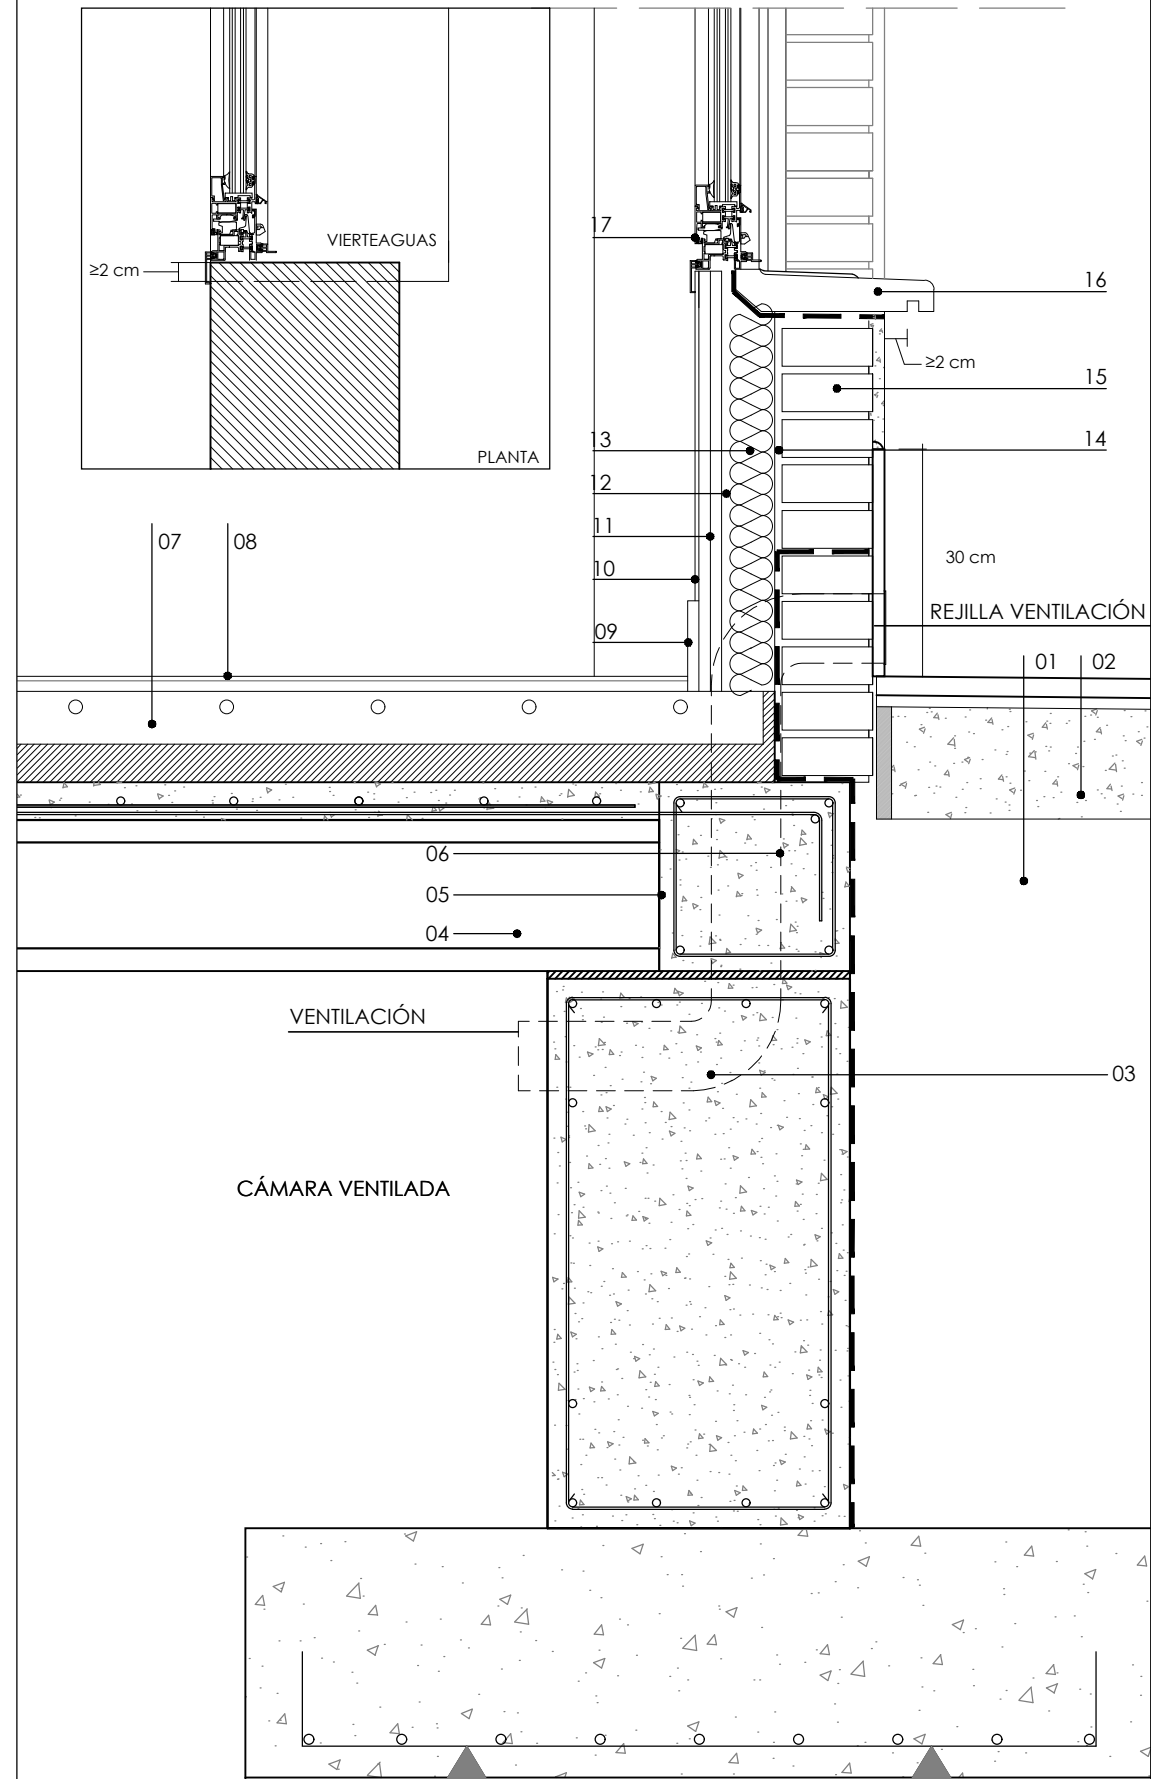 17
VIERTEAGUAS
≥2 cm
16
≥2 cm
15
13
14
PLANTA
12
11
07
08
30 cm
10
REJILLA VENTILACIÓN
09
01
02
06
05
04
VENTILACIÓN
03
CÁMARA VENTILADA